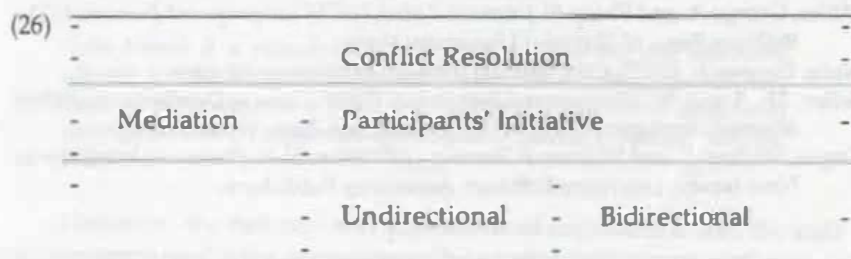 (26)
Conflict Resolution
Mediation - Participants' Initiative
- Undirectional - Bidirectional -